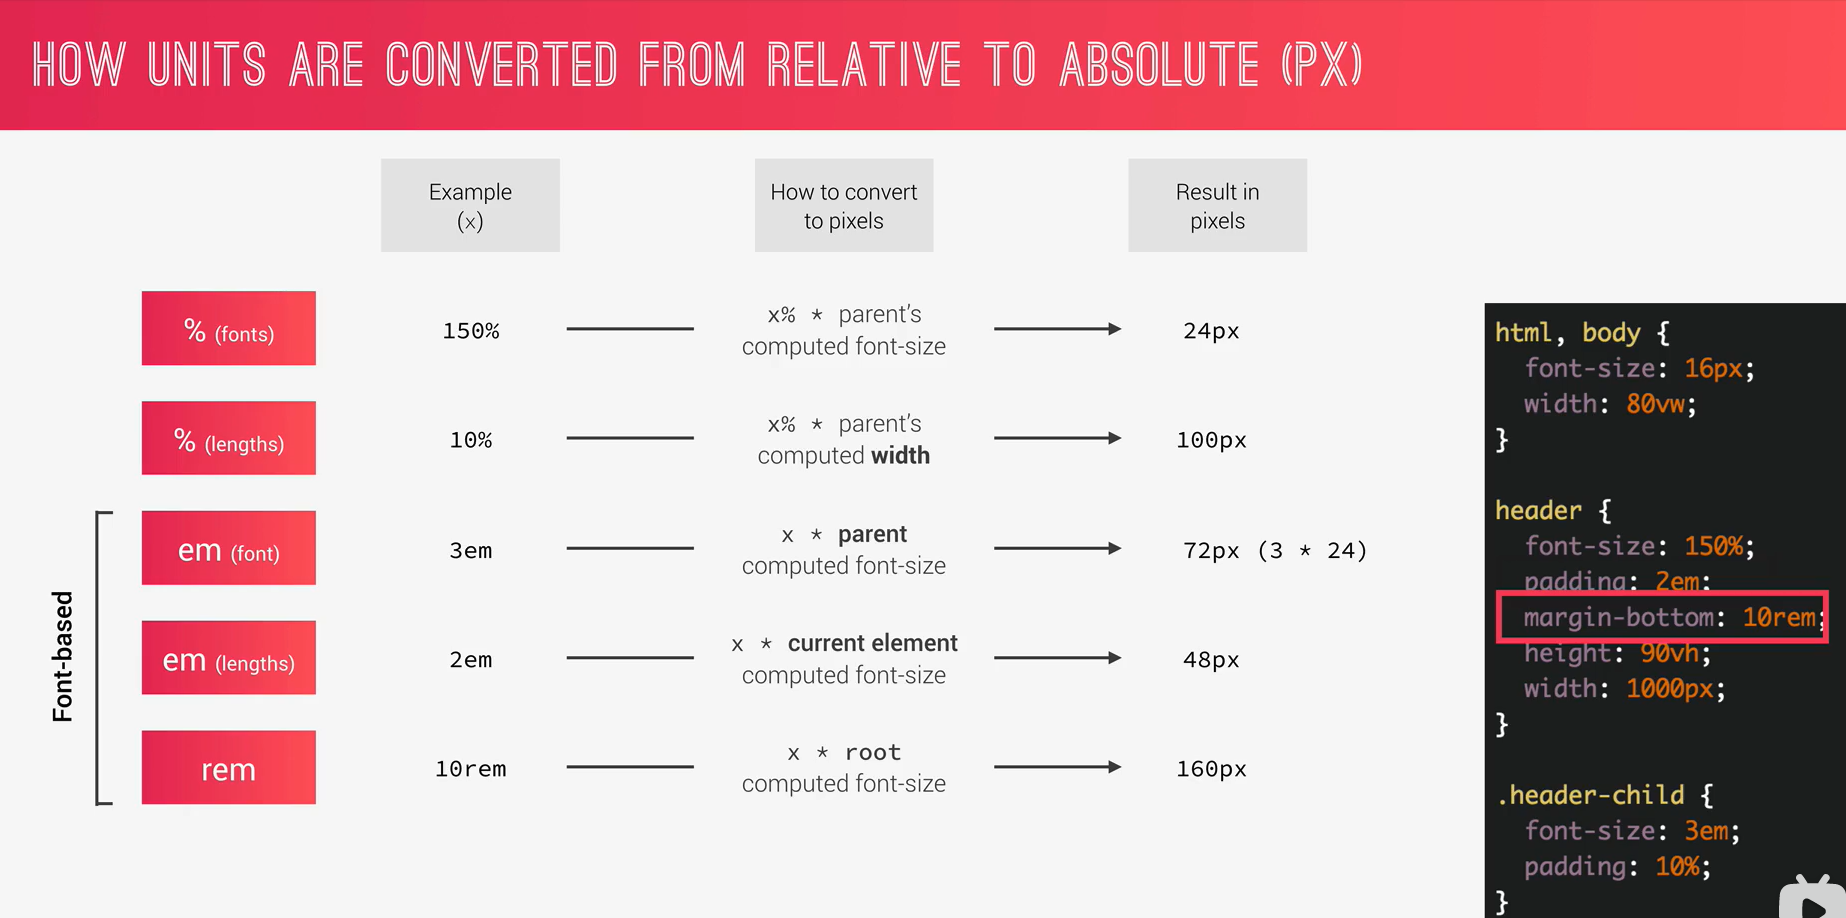 HOW UNITS ARE CONVERTED FROM RELATIVE TO ABSOLUTE (PX)
Example
(x)
How to convert
to pixels
Result in
pixels
% (fonts)
150%
x% * parent's
computed font-size
24px
% (lengths)
10%
x% * parent's
computed width
100px
Font-based
em (font)
3em
x * parent
computed font-size
72px (3 * 24)
em (lengths)
2em
x * current element
computed font-size
48px
rem
10rem
x * root
computed font-size
160px
html, body {
font-size: 16px;
width: 80vw;
}
header {
font-size: 150%;
padding: 2em;
margin-bottom: 10rem;
height: 90vh;
width: 1000px;
}
.header-child {
font-size: 3em;
padding: 10%;
}